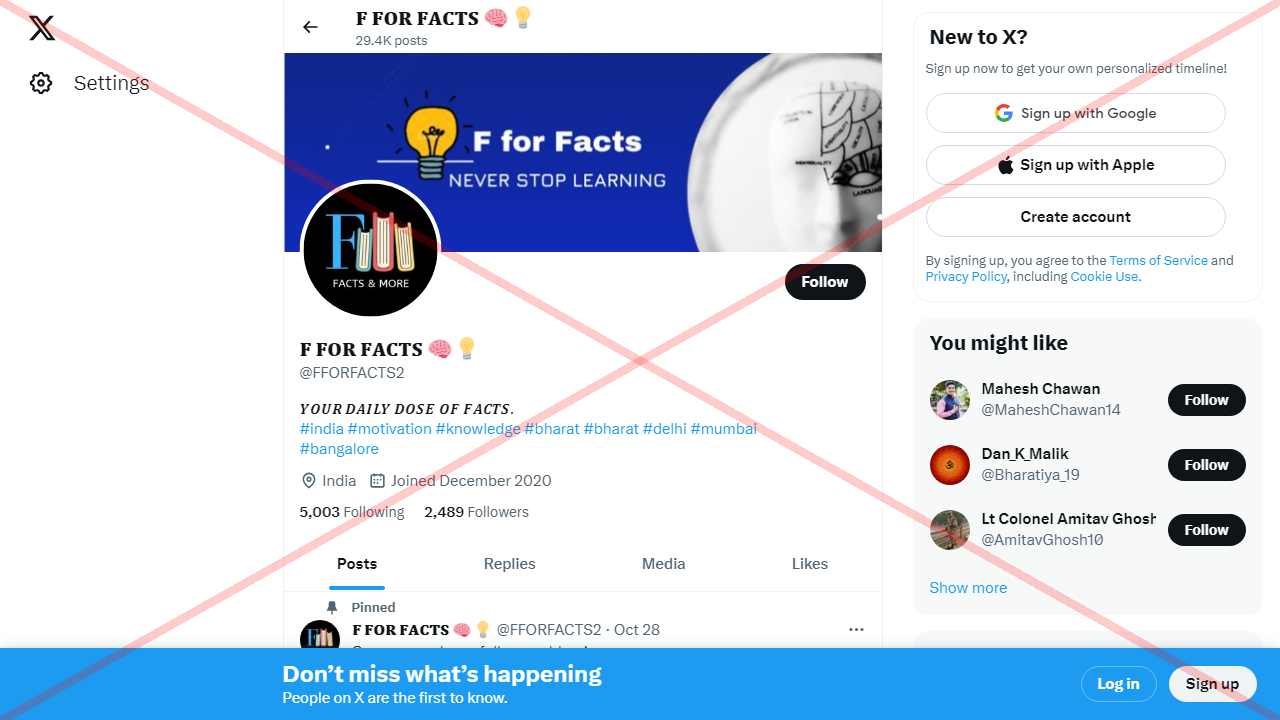 F FOR FACTS 🧠 💡
29.4K posts
Settings
F for Facts
NEVER STOP LEARNING
INDIVIDUALITY
LANGUAGE
F
FACTS & MORE
Follow
F FOR FACTS 🧠 💡
@FFORFACTS2
YOUR DAILY DOSE OF FACTS.
#india #motivation #knowledge #bharat #bharat #delhi #mumbai
#bangalore
India Joined December 2020
5,003 Following 2,489 Followers
Posts Replies Media Likes
Pinned
F FOR FACTS 🧠 💡 @FFORFACTS2 · Oct 28
New to X?
Sign up now to get your own personalized timeline!
Sign up with Google
Sign up with Apple
Create account
By signing up, you agree to the Terms of Service and
Privacy Policy, including Cookie Use.
You might like
Mahesh Chawan
@MaheshChawan14
Follow
Dan_K_Malik
@Bharatiya_19
Follow
Lt Colonel Amitav Ghosh
@AmitavGhosh10
Follow
Show more
Don’t miss what’s happening
People on X are the first to know.
Log in
Sign up